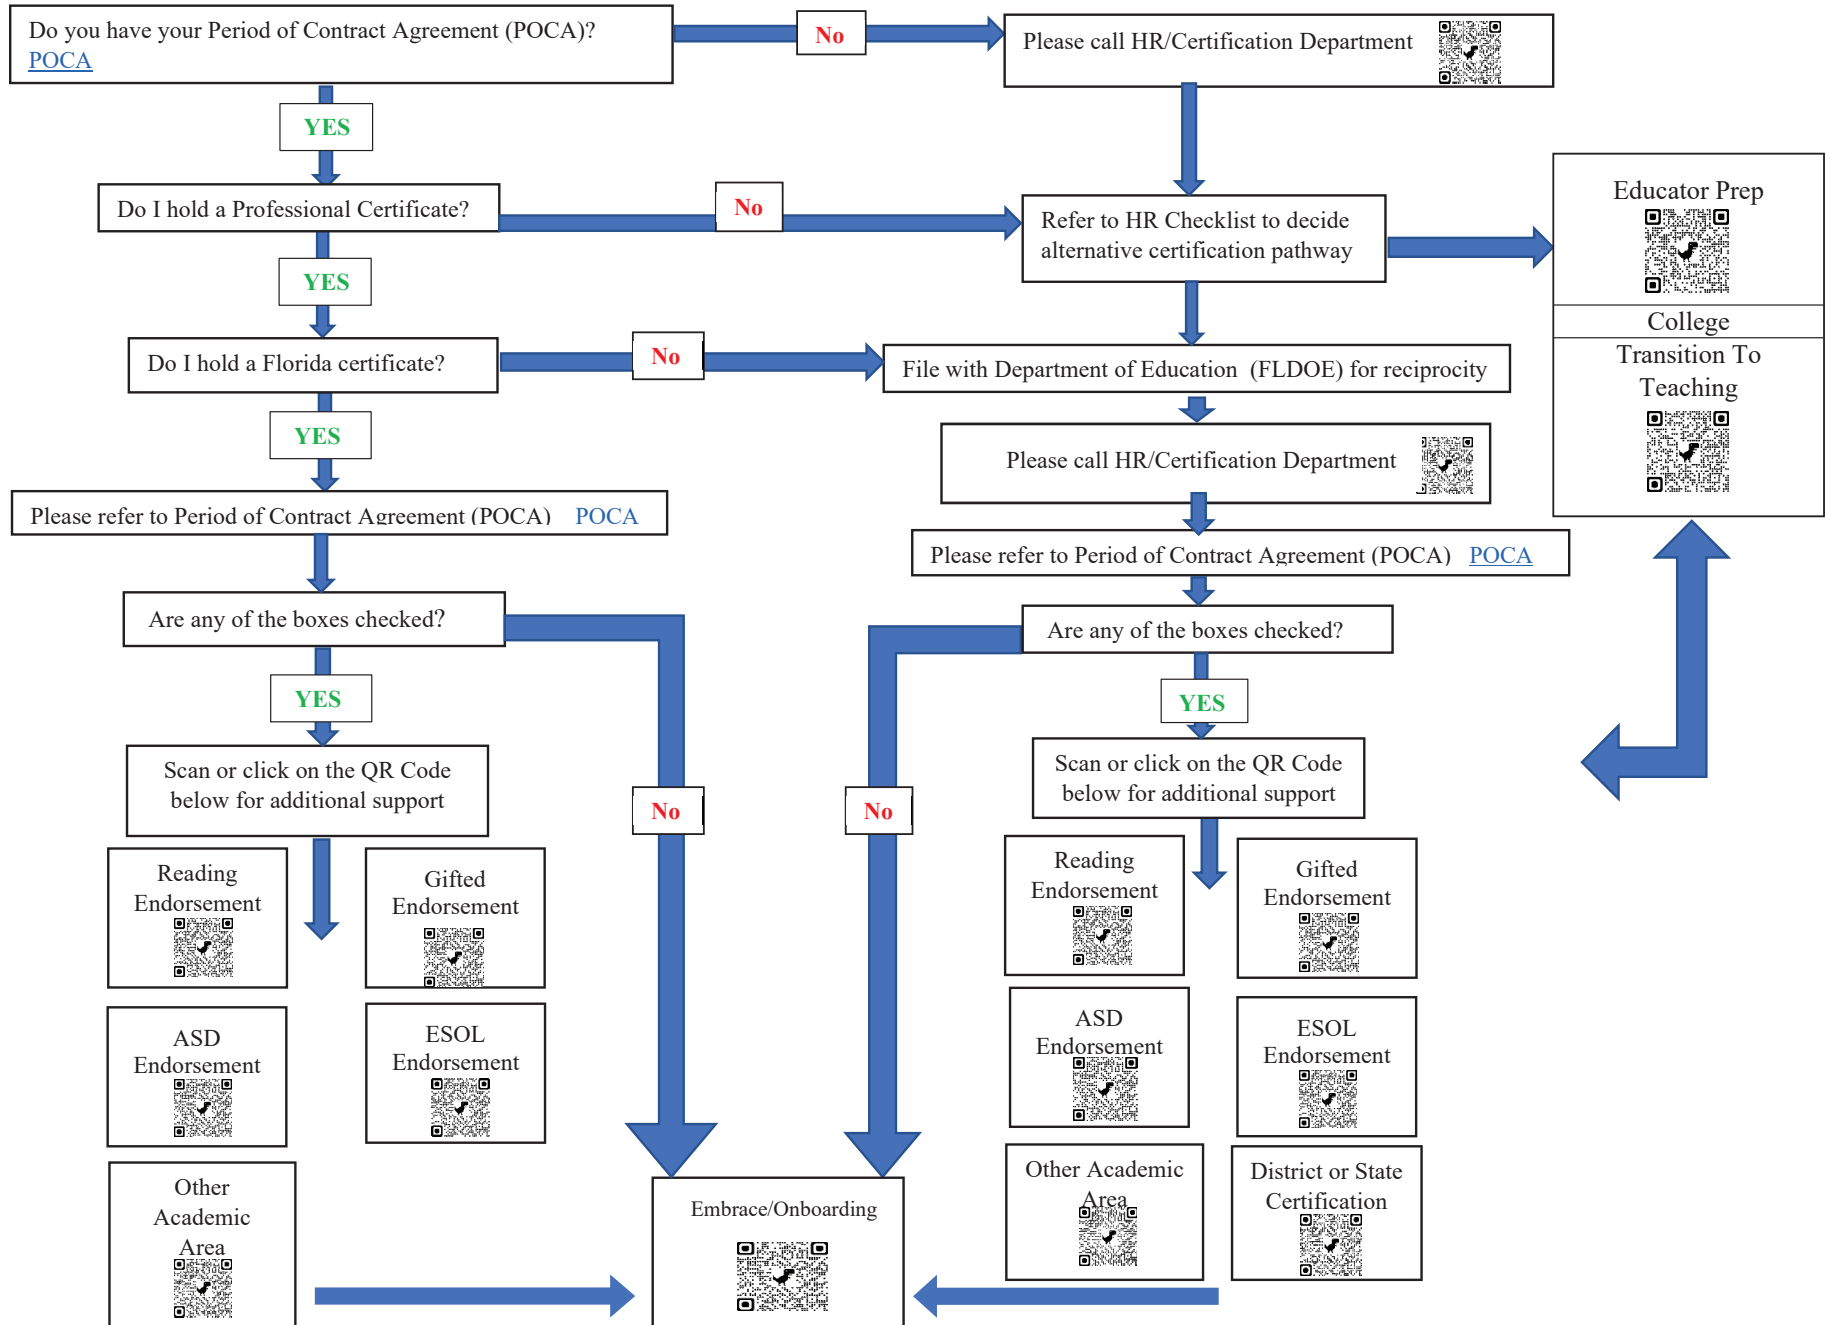 Do you have your Period of Contract Agreement (POCA)?
POCA
No
Please call HR/Certification Department
YES
Do I hold a Professional Certificate?
No
Refer to HR Checklist to decide
alternative certification pathway
Educator Prep
College
Transition To
Teaching
YES
Do I hold a Florida certificate?
No
File with Department of Education (FLDOE) for reciprocity
YES
Please call HR/Certification Department
Please refer to Period of Contract Agreement (POCA) POCA
Please refer to Period of Contract Agreement (POCA) POCA
Are any of the boxes checked?
Are any of the boxes checked?
YES
YES
Scan or click on the QR Code
below for additional support
No
No
Scan or click on the QR Code
below for additional support
Reading
Endorsement
Gifted
Endorsement
Reading
Endorsement
Gifted
Endorsement
ASD
Endorsement
ESOL
Endorsement
ASD
Endorsement
ESOL
Endorsement
Other
Academic
Area
Embrace/Onboarding
Other Academic
Area
District or State
Certification